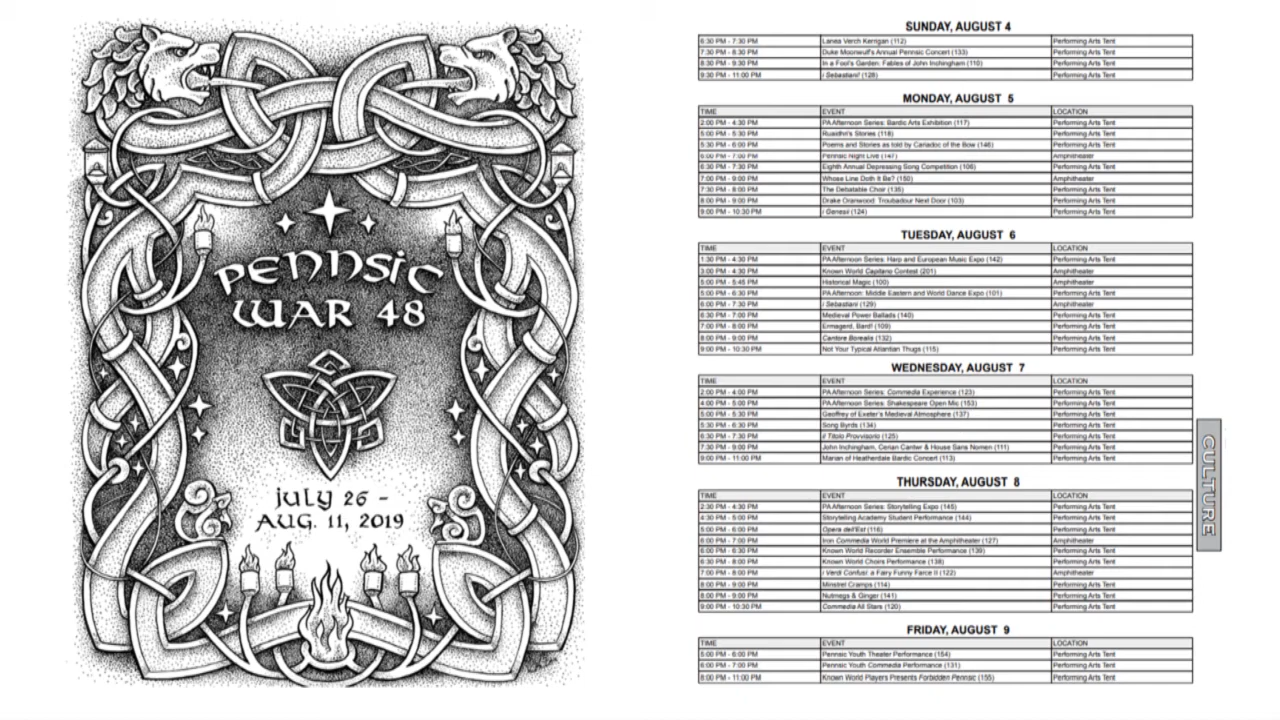 PENNSIC
WAR 48
JULY 26 -
AUG. 11, 2019
SUNDAY, AUGUST 4
6:30 PM - 7:30 PM Lanea Verch Kerrigan (112) Performing Arts Tent
7:30 PM - 8:30 PM Duke Moonwulf's Annual Pennsic Concert (133) Performing Arts Tent
8:30 PM - 9:30 PM In a Fool's Garden: Fables of John Inchingham (110) Performing Arts Tent
9:30 PM - 11:00 PM i Sebastiani! (128) Performing Arts Tent
MONDAY, AUGUST 5
TIME EVENT LOCATION
2:00 PM - 4:30 PM PA Afternoon Series: Bardic Arts Exhibition (117) Performing Arts Tent
5:00 PM - 5:30 PM Ruaidhri's Stories (118) Performing Arts Tent
5:30 PM - 6:00 PM Poems and Stories as told by Cariadoc of the Bow (146) Performing Arts Tent
6:00 PM - 7:00 PM Pennsic Night Live (147) Amphitheater
6:30 PM - 7:30 PM Eighth Annual Depressing Song Competition (106) Performing Arts Tent
7:00 PM - 9:00 PM Whose Line Doth It Be? (150) Amphitheater
7:30 PM - 8:00 PM The Debatable Choir (135) Performing Arts Tent
8:00 PM - 9:00 PM Drake Oranwood: Troubadour Next Door (103) Performing Arts Tent
9:00 PM - 10:30 PM i Genesii (124) Performing Arts Tent
TUESDAY, AUGUST 6
TIME EVENT LOCATION
1:30 PM - 4:30 PM PA Afternoon Series: Harp and European Music Expo (142) Performing Arts Tent
3:00 PM - 4:30 PM Known World Capitano Contest (201) Amphitheater
5:00 PM - 5:45 PM Historical Magic (100) Amphitheater
5:00 PM - 6:30 PM PA Afternoon: Middle Eastern and World Dance Expo (101) Performing Arts Tent
6:00 PM - 7:30 PM i Sebastiani (129) Amphitheater
6:30 PM - 7:00 PM Medieval Power Ballads (140) Performing Arts Tent
7:00 PM - 8:00 PM Ermagerd, Bard! (109) Performing Arts Tent
8:00 PM - 9:00 PM Cantore Borealis (132) Performing Arts Tent
9:00 PM - 10:30 PM Not Your Typical Atlantian Thugs (115) Performing Arts Tent
WEDNESDAY, AUGUST 7
TIME EVENT LOCATION
2:00 PM - 4:00 PM PA Afternoon Series: Commedia Experience (123) Performing Arts Tent
4:00 PM - 5:00 PM PA Afternoon Series: Shakespeare Open Mic (153) Performing Arts Tent
5:00 PM - 5:30 PM Geoffrey of Exeter's Medieval Atmosphere (137) Performing Arts Tent
5:30 PM - 6:30 PM Song Byrds (134) Performing Arts Tent
6:30 PM - 7:30 PM il Titolo Provvisorio (125) Performing Arts Tent
7:30 PM - 9:00 PM John Inchingham, Cerian Cantwr & House Sans Nomen (111) Performing Arts Tent
9:00 PM - 11:00 PM Marian of Heatherdale Bardic Concert (113) Performing Arts Tent
THURSDAY, AUGUST 8
TIME EVENT LOCATION
2:30 PM - 4:30 PM PA Afternoon Series: Storytelling Expo (145) Performing Arts Tent
4:30 PM - 5:00 PM Storytelling Academy Student Performance (144) Performing Arts Tent
5:00 PM - 6:00 PM Opera dell'Est (116) Performing Arts Tent
6:00 PM - 7:00 PM Iron Commedia World Premiere at the Amphitheater (127) Amphitheater
6:00 PM - 6:30 PM Known World Recorder Ensemble Performance (139) Performing Arts Tent
6:30 PM - 8:00 PM Known World Choirs Performance (138) Performing Arts Tent
7:00 PM - 8:00 PM i Verdi Confusi: a Fairy Funny Farce II (122) Amphitheater
8:00 PM - 9:00 PM Minstrel Cramps (114) Performing Arts Tent
8:00 PM - 9:00 PM Nutmegs & Ginger (141) Performing Arts Tent
9:00 PM - 10:30 PM Commedia All Stars (120) Performing Arts Tent
FRIDAY, AUGUST 9
TIME EVENT LOCATION
5:00 PM - 6:00 PM Pennsic Youth Theater Performance (154) Performing Arts Tent
6:00 PM - 7:00 PM Pennsic Youth Commedia Performance (131) Performing Arts Tent
8:00 PM - 11:00 PM Known World Players Presents Forbidden Pennsic (155) Performing Arts Tent
CULTURE